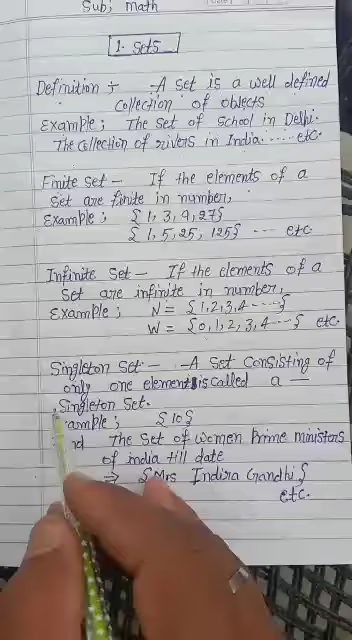 Sub; math
1. Sets
Definition ÷ - A set is a well defined
Collection of objects
Example; The set of school in Delhi.
The collection of rivers in India ..... etc.
Finite set - If the elements of a
set are finite in number,
Example; {1, 3, 9, 27}
{1, 5, 25, 125} --- etc
Infinite set - If the elements of a
set are infinite in number,
Example; N = {1, 2, 3, 4 ----}
W = {0, 1, 2, 3, 4 ---} etc
Singleton set - - A set consisting of
only one element is called a —
Singleton set.
ample; {10}
nd The set of women Prime ministors
of india till date
⇒ {Mrs Indira Gandhi}
etc.